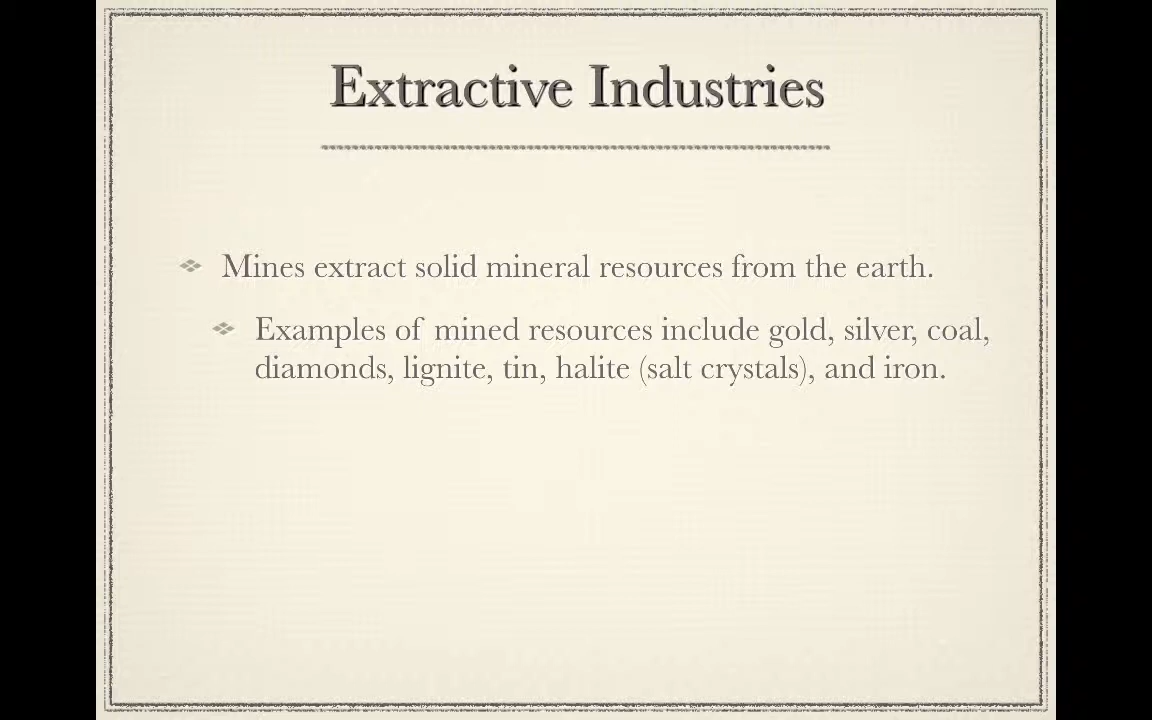 Extractive Industries
Mines extract solid mineral resources from the earth.
Examples of mined resources include gold, silver, coal,
diamonds, lignite, tin, halite (salt crystals), and iron.